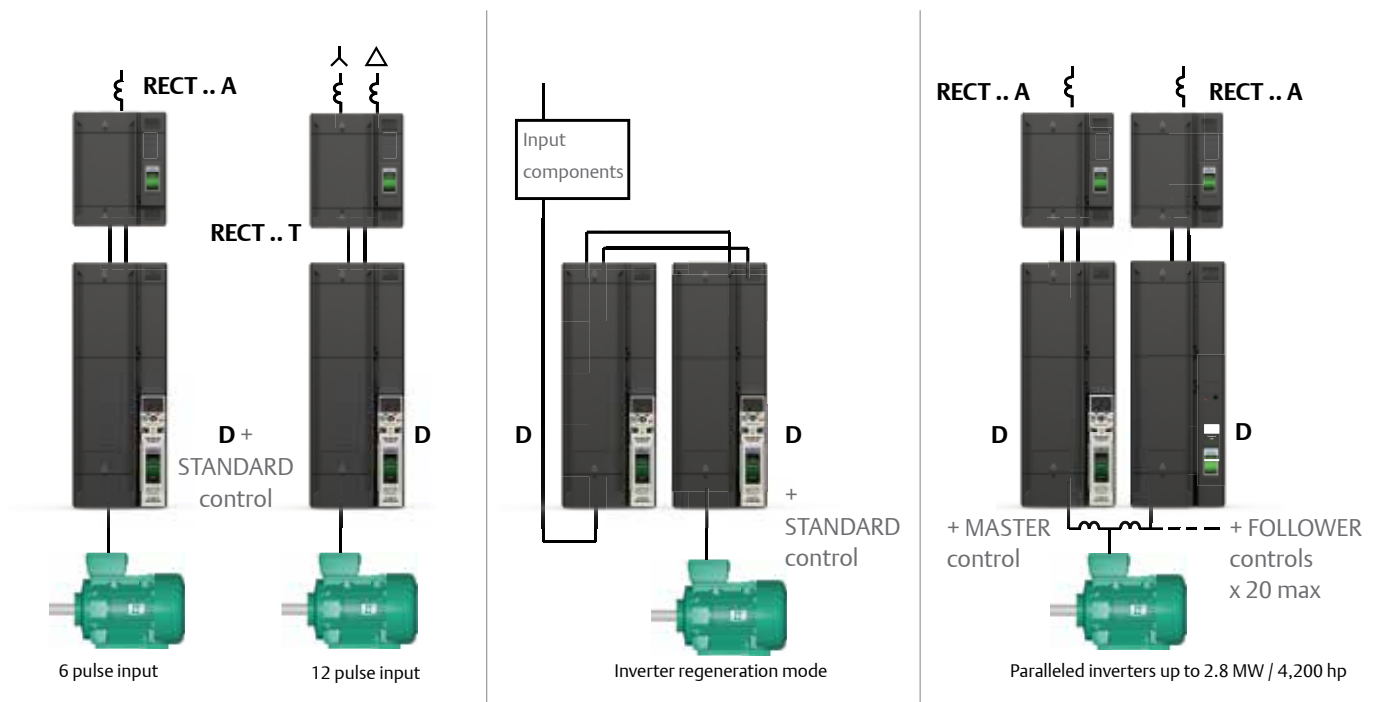 RECT .. A
RECT .. T
D +
STANDARD
control
D
6 pulse input
12 pulse input
Input
components
D
D
+
STANDARD
control
Inverter regeneration mode
RECT .. A
RECT .. A
D
D
+ MASTER
control
+ FOLLOWER
controls
x 20 max
Paralleled inverters up to 2.8 MW / 4,200 hp